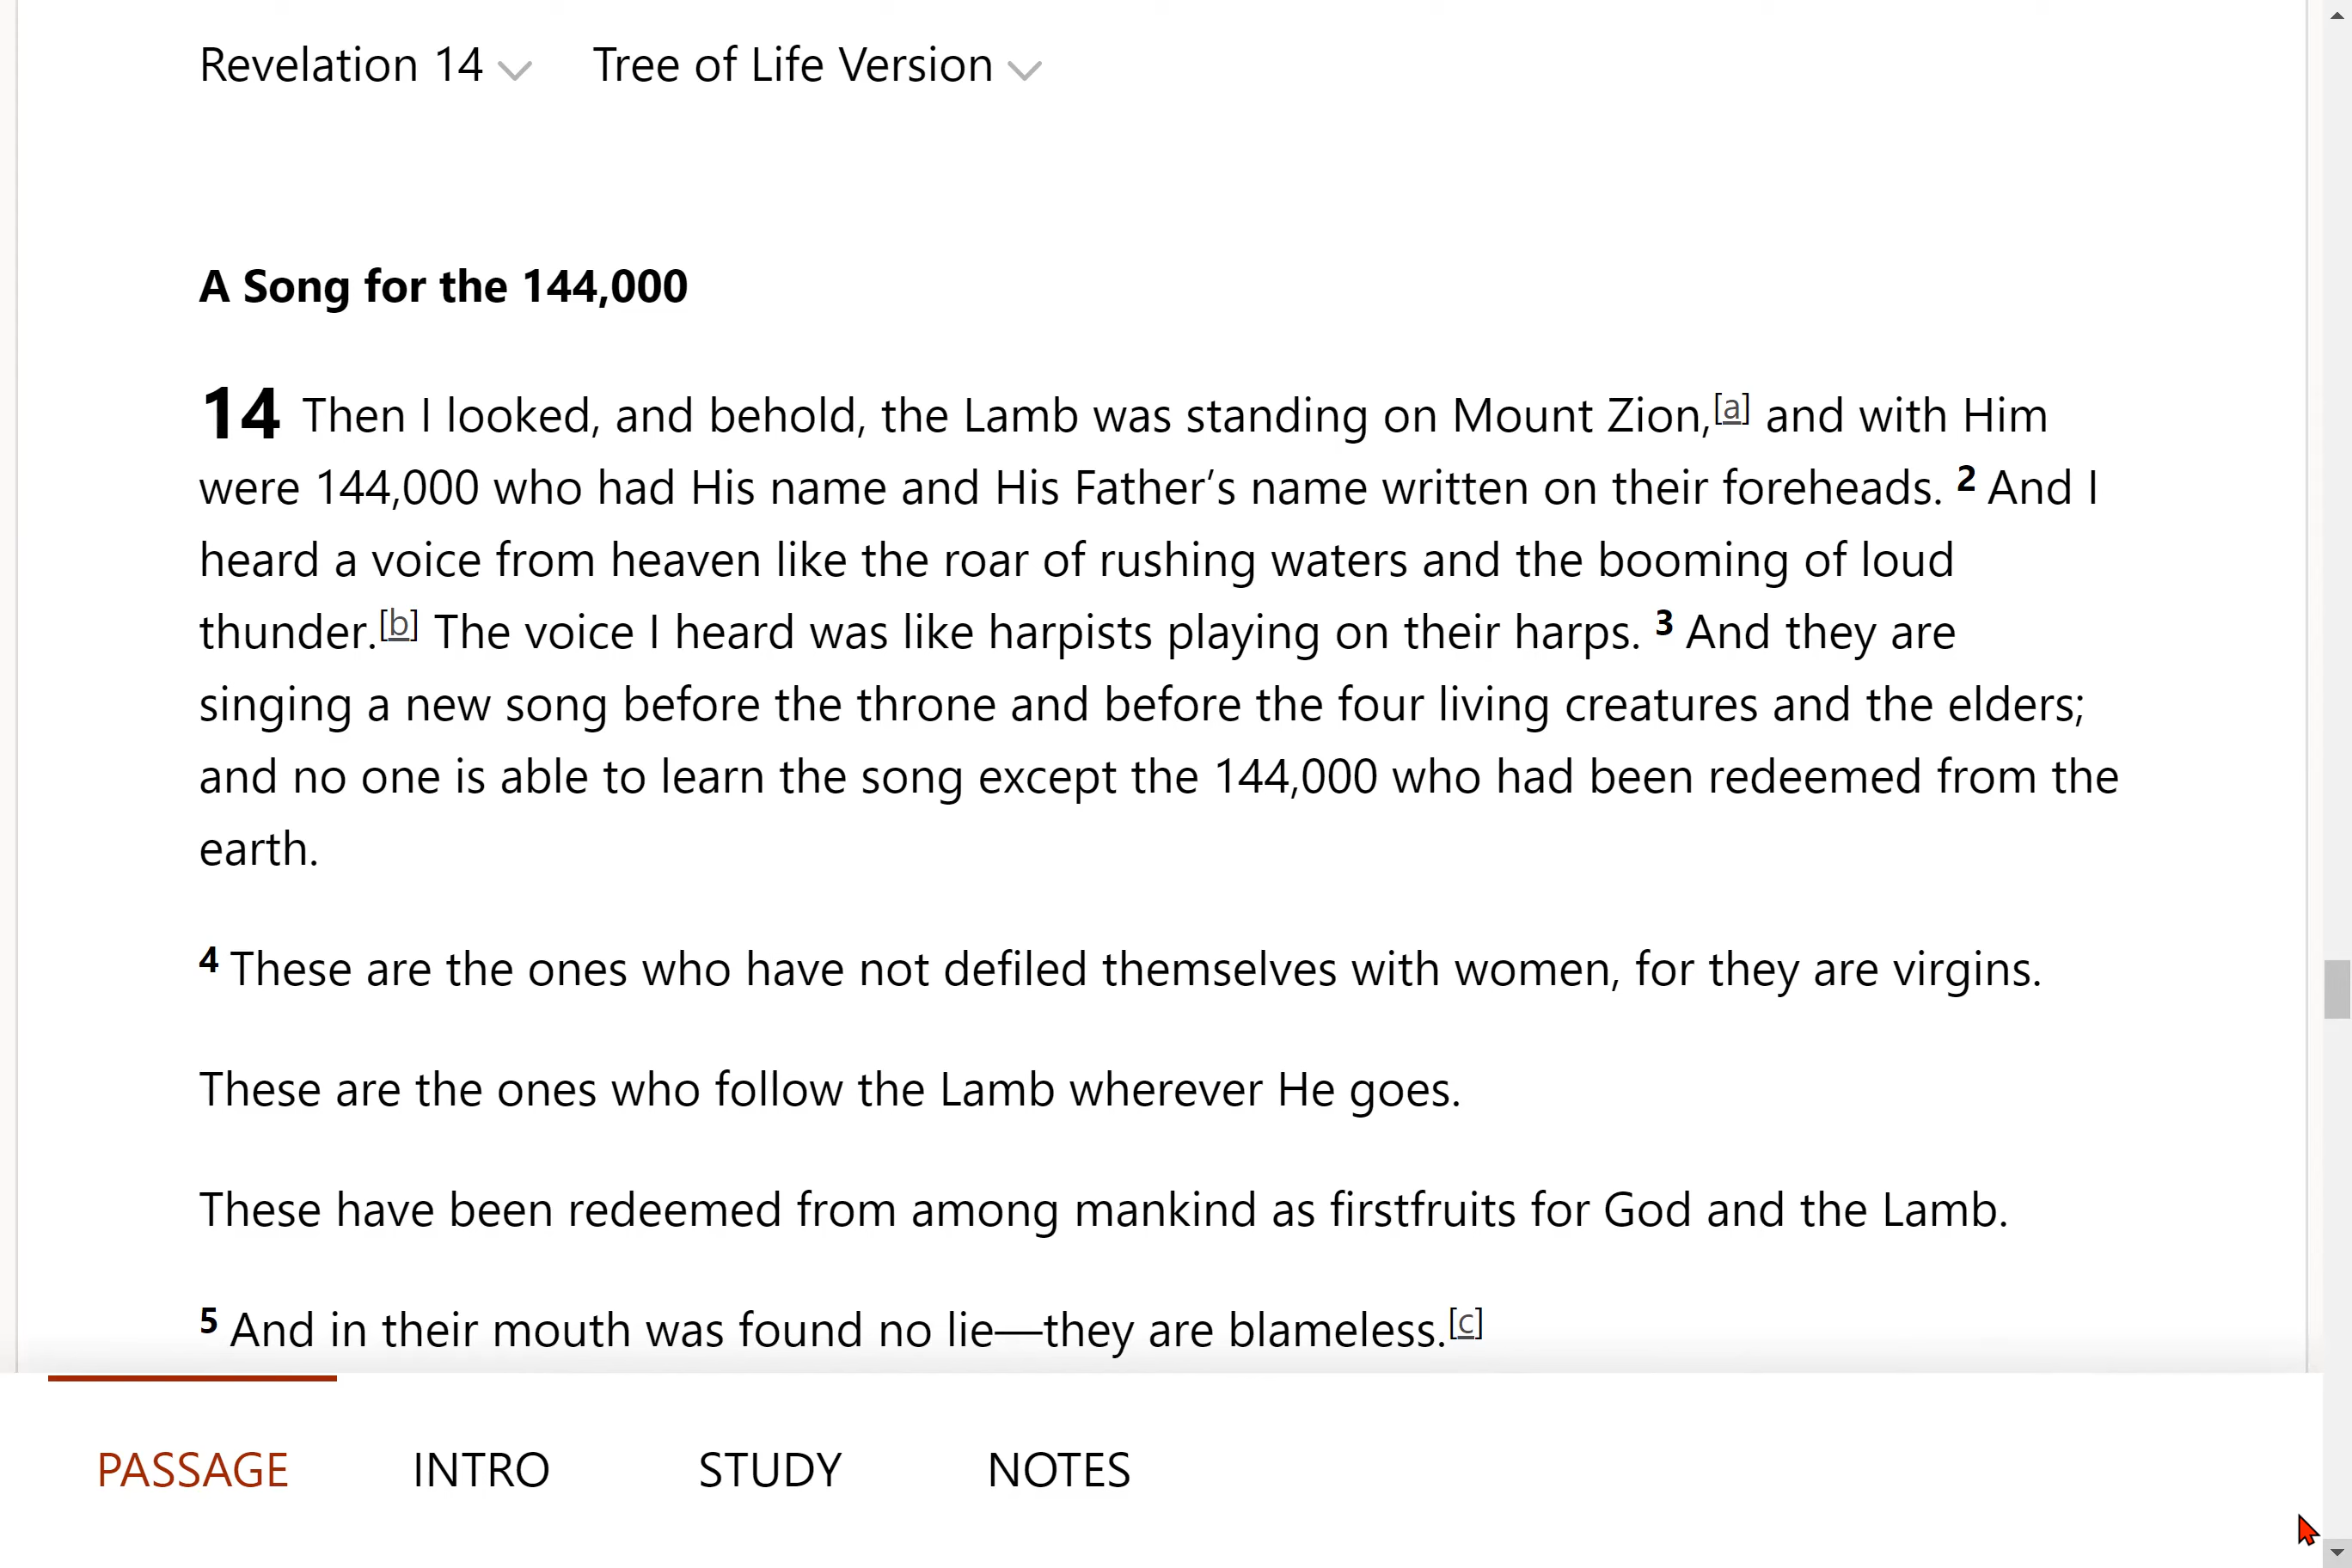 Revelation 14 Tree of Life Version
A Song for the 144,000
14 Then I looked, and behold, the Lamb was standing on Mount Zion,[a] and with Him
were 144,000 who had His name and His Father’s name written on their foreheads. 2 And I
heard a voice from heaven like the roar of rushing waters and the booming of loud
thunder.[b] The voice I heard was like harpists playing on their harps. 3 And they are
singing a new song before the throne and before the four living creatures and the elders;
and no one is able to learn the song except the 144,000 who had been redeemed from the
earth.
4 These are the ones who have not defiled themselves with women, for they are virgins.
These are the ones who follow the Lamb wherever He goes.
These have been redeemed from among mankind as firstfruits for God and the Lamb.
5 And in their mouth was found no lie—they are blameless.[c]
PASSAGE INTRO STUDY NOTES